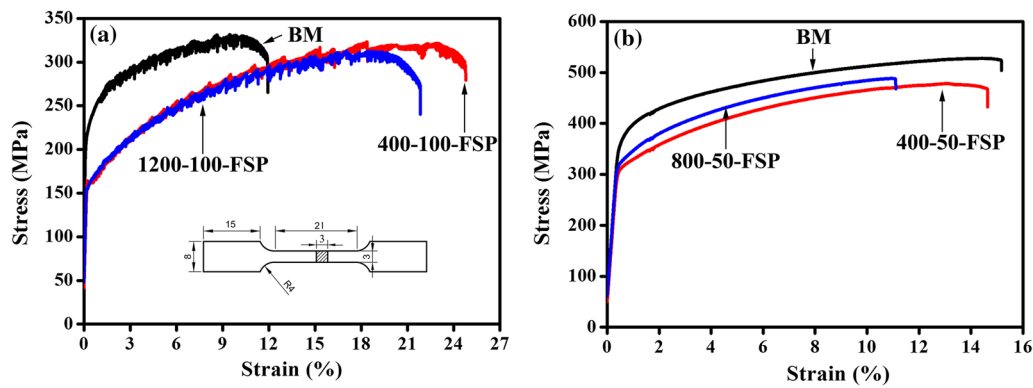 (a)
BM
1200-100-FSP
400-100-FSP
15
21
3
8
3
R4
350
300
250
200
150
100
50
0
0 3 6 9 12 15 18 21 24 27
Stress (MPa)
Strain (%)
(b)
BM
800-50-FSP
400-50-FSP
600
500
400
300
200
100
0
0 2 4 6 8 10 12 14 16
Stress (MPa)
Strain (%)